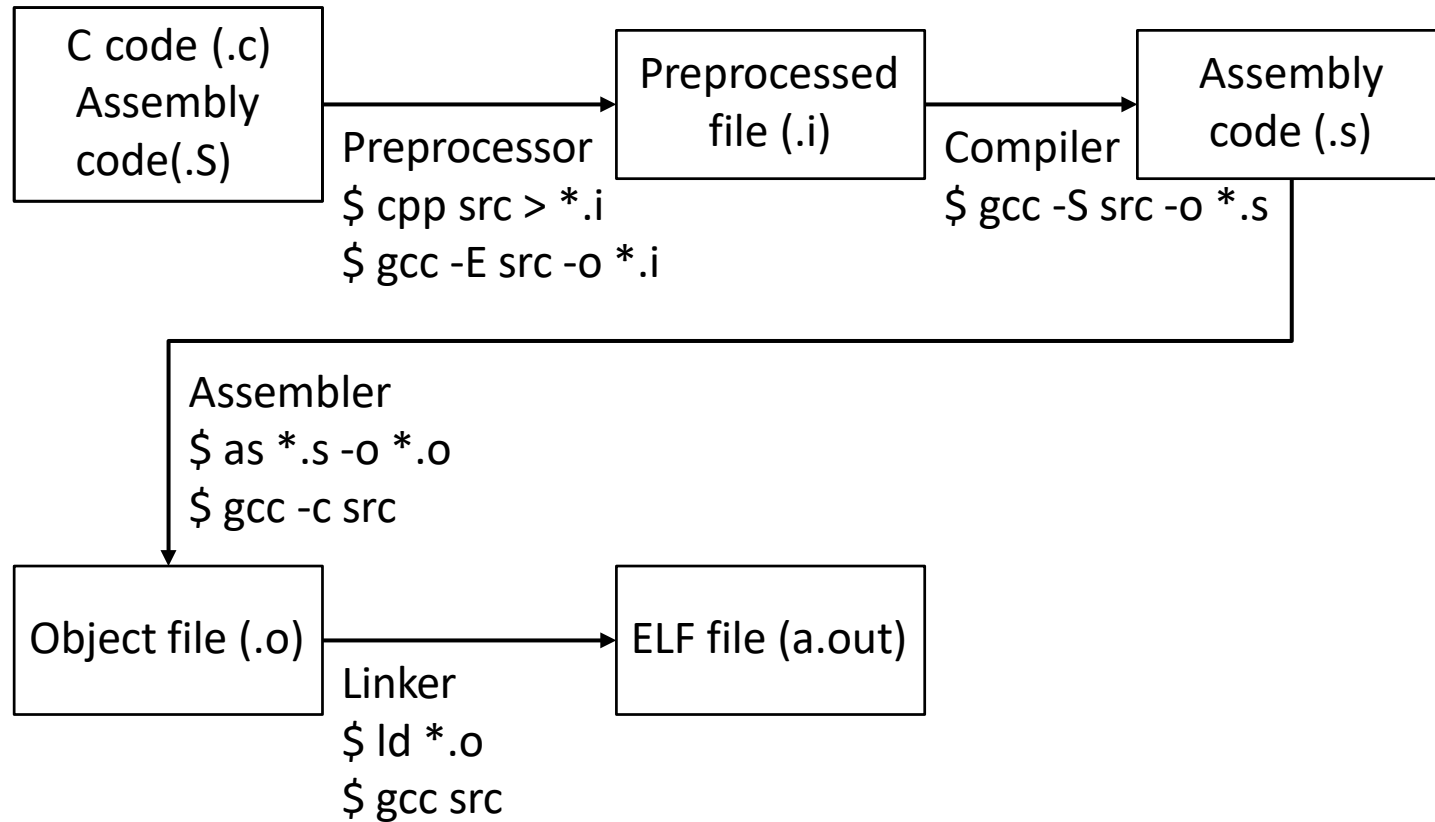 C code (.c)
Assembly
code(.S)
Preprocessor
$ cpp src > *.i
$ gcc -E src -o *.i
Preprocessed
file (.i)
Compiler
$ gcc -S src -o *.s
Assembly
code (.s)
Assembler
$ as *.s -o *.o
$ gcc -c src
Object file (.o)
Linker
$ ld *.o
$ gcc src
ELF file (a.out)